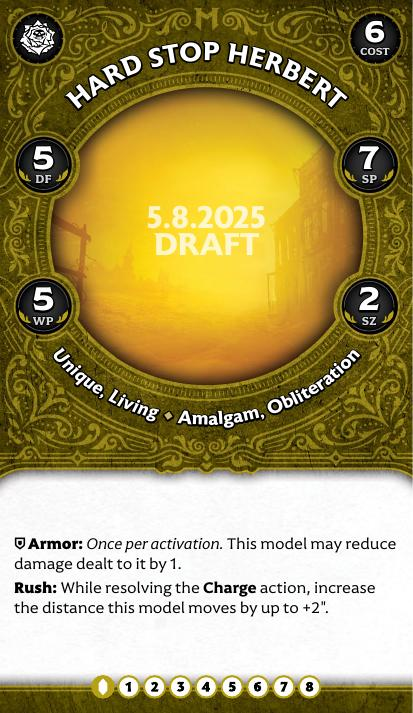 6
COST
HARD STOP HERBERT
5
DF
7
SP
5.8.2025
DRAFT
5
WP
2
SZ
Unique, Living ◆ Amalgam, Obliteration
Armor: Once per activation. This model may reduce
damage dealt to it by 1.
Rush: While resolving the Charge action, increase
the distance this model moves by up to +2".
1 2 3 4 5 6 7 8